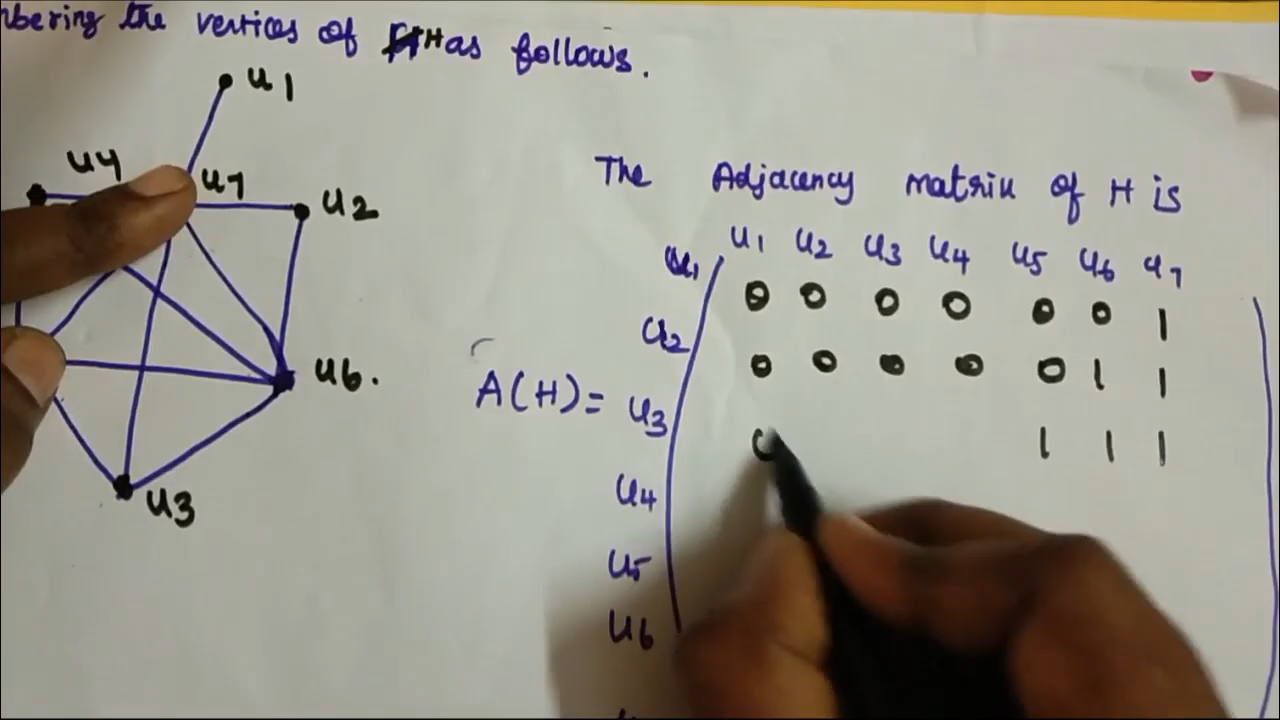 the vertices of H as follows.
u1
u4
u7 u2
u6.
u3
The Adjacency matrix of H is
u1 u2 u3 u4 u5 u6 u7
u1 0 0 0 0 0 0 1
u2 0 0 0 0 0 1 1
A(H)= u3 0 1 1 1
u4
u5
u6